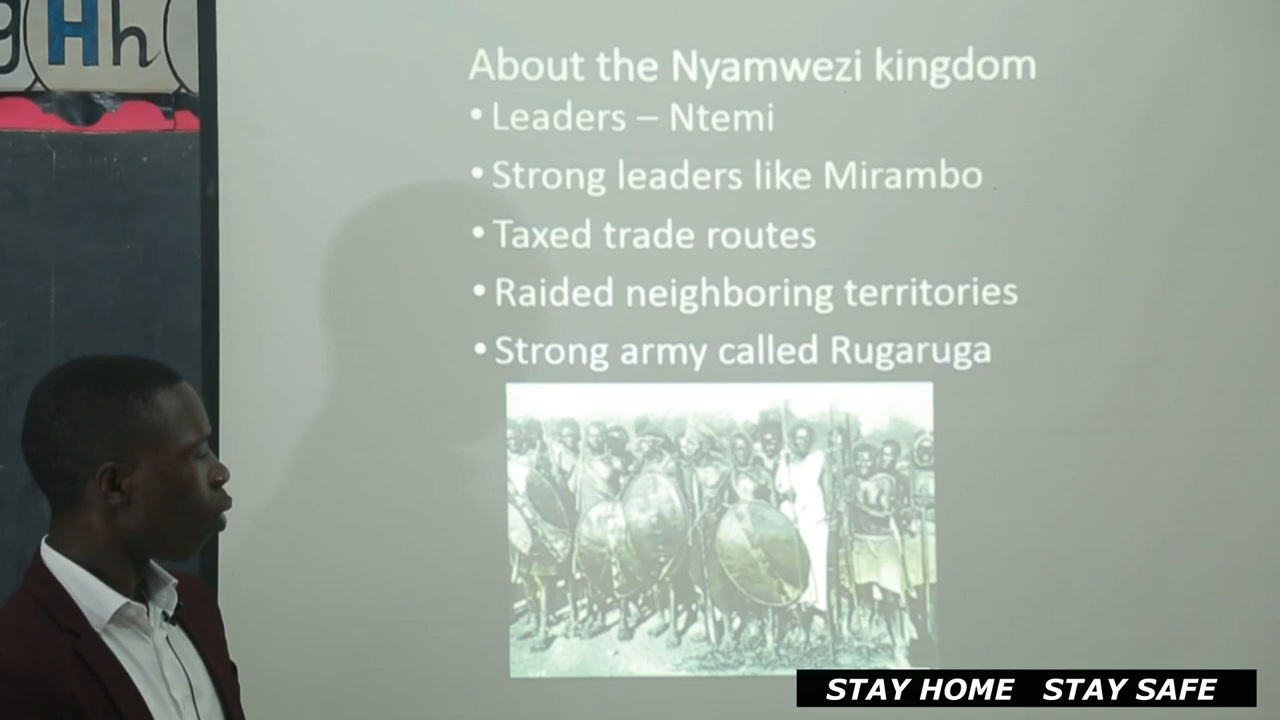 g Hh
About the Nyamwezi kingdom
• Leaders – Ntemi
• Strong leaders like Mirambo
• Taxed trade routes
• Raided neighboring territories
• Strong army called Rugaruga
STAY HOME STAY SAFE